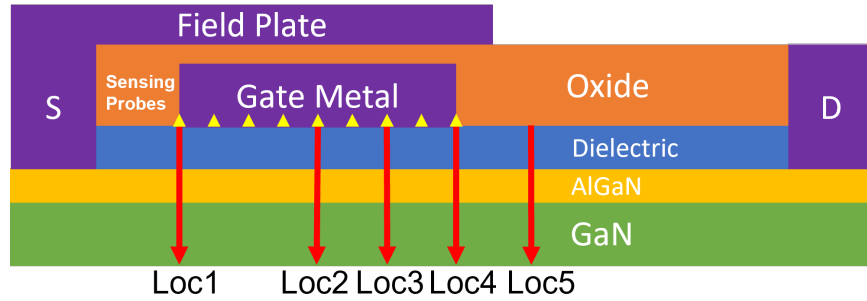 Field Plate
Sensing
Probes
S
Gate Metal
Oxide
D
Dielectric
AlGaN
GaN
Loc1
Loc2
Loc3
Loc4
Loc5